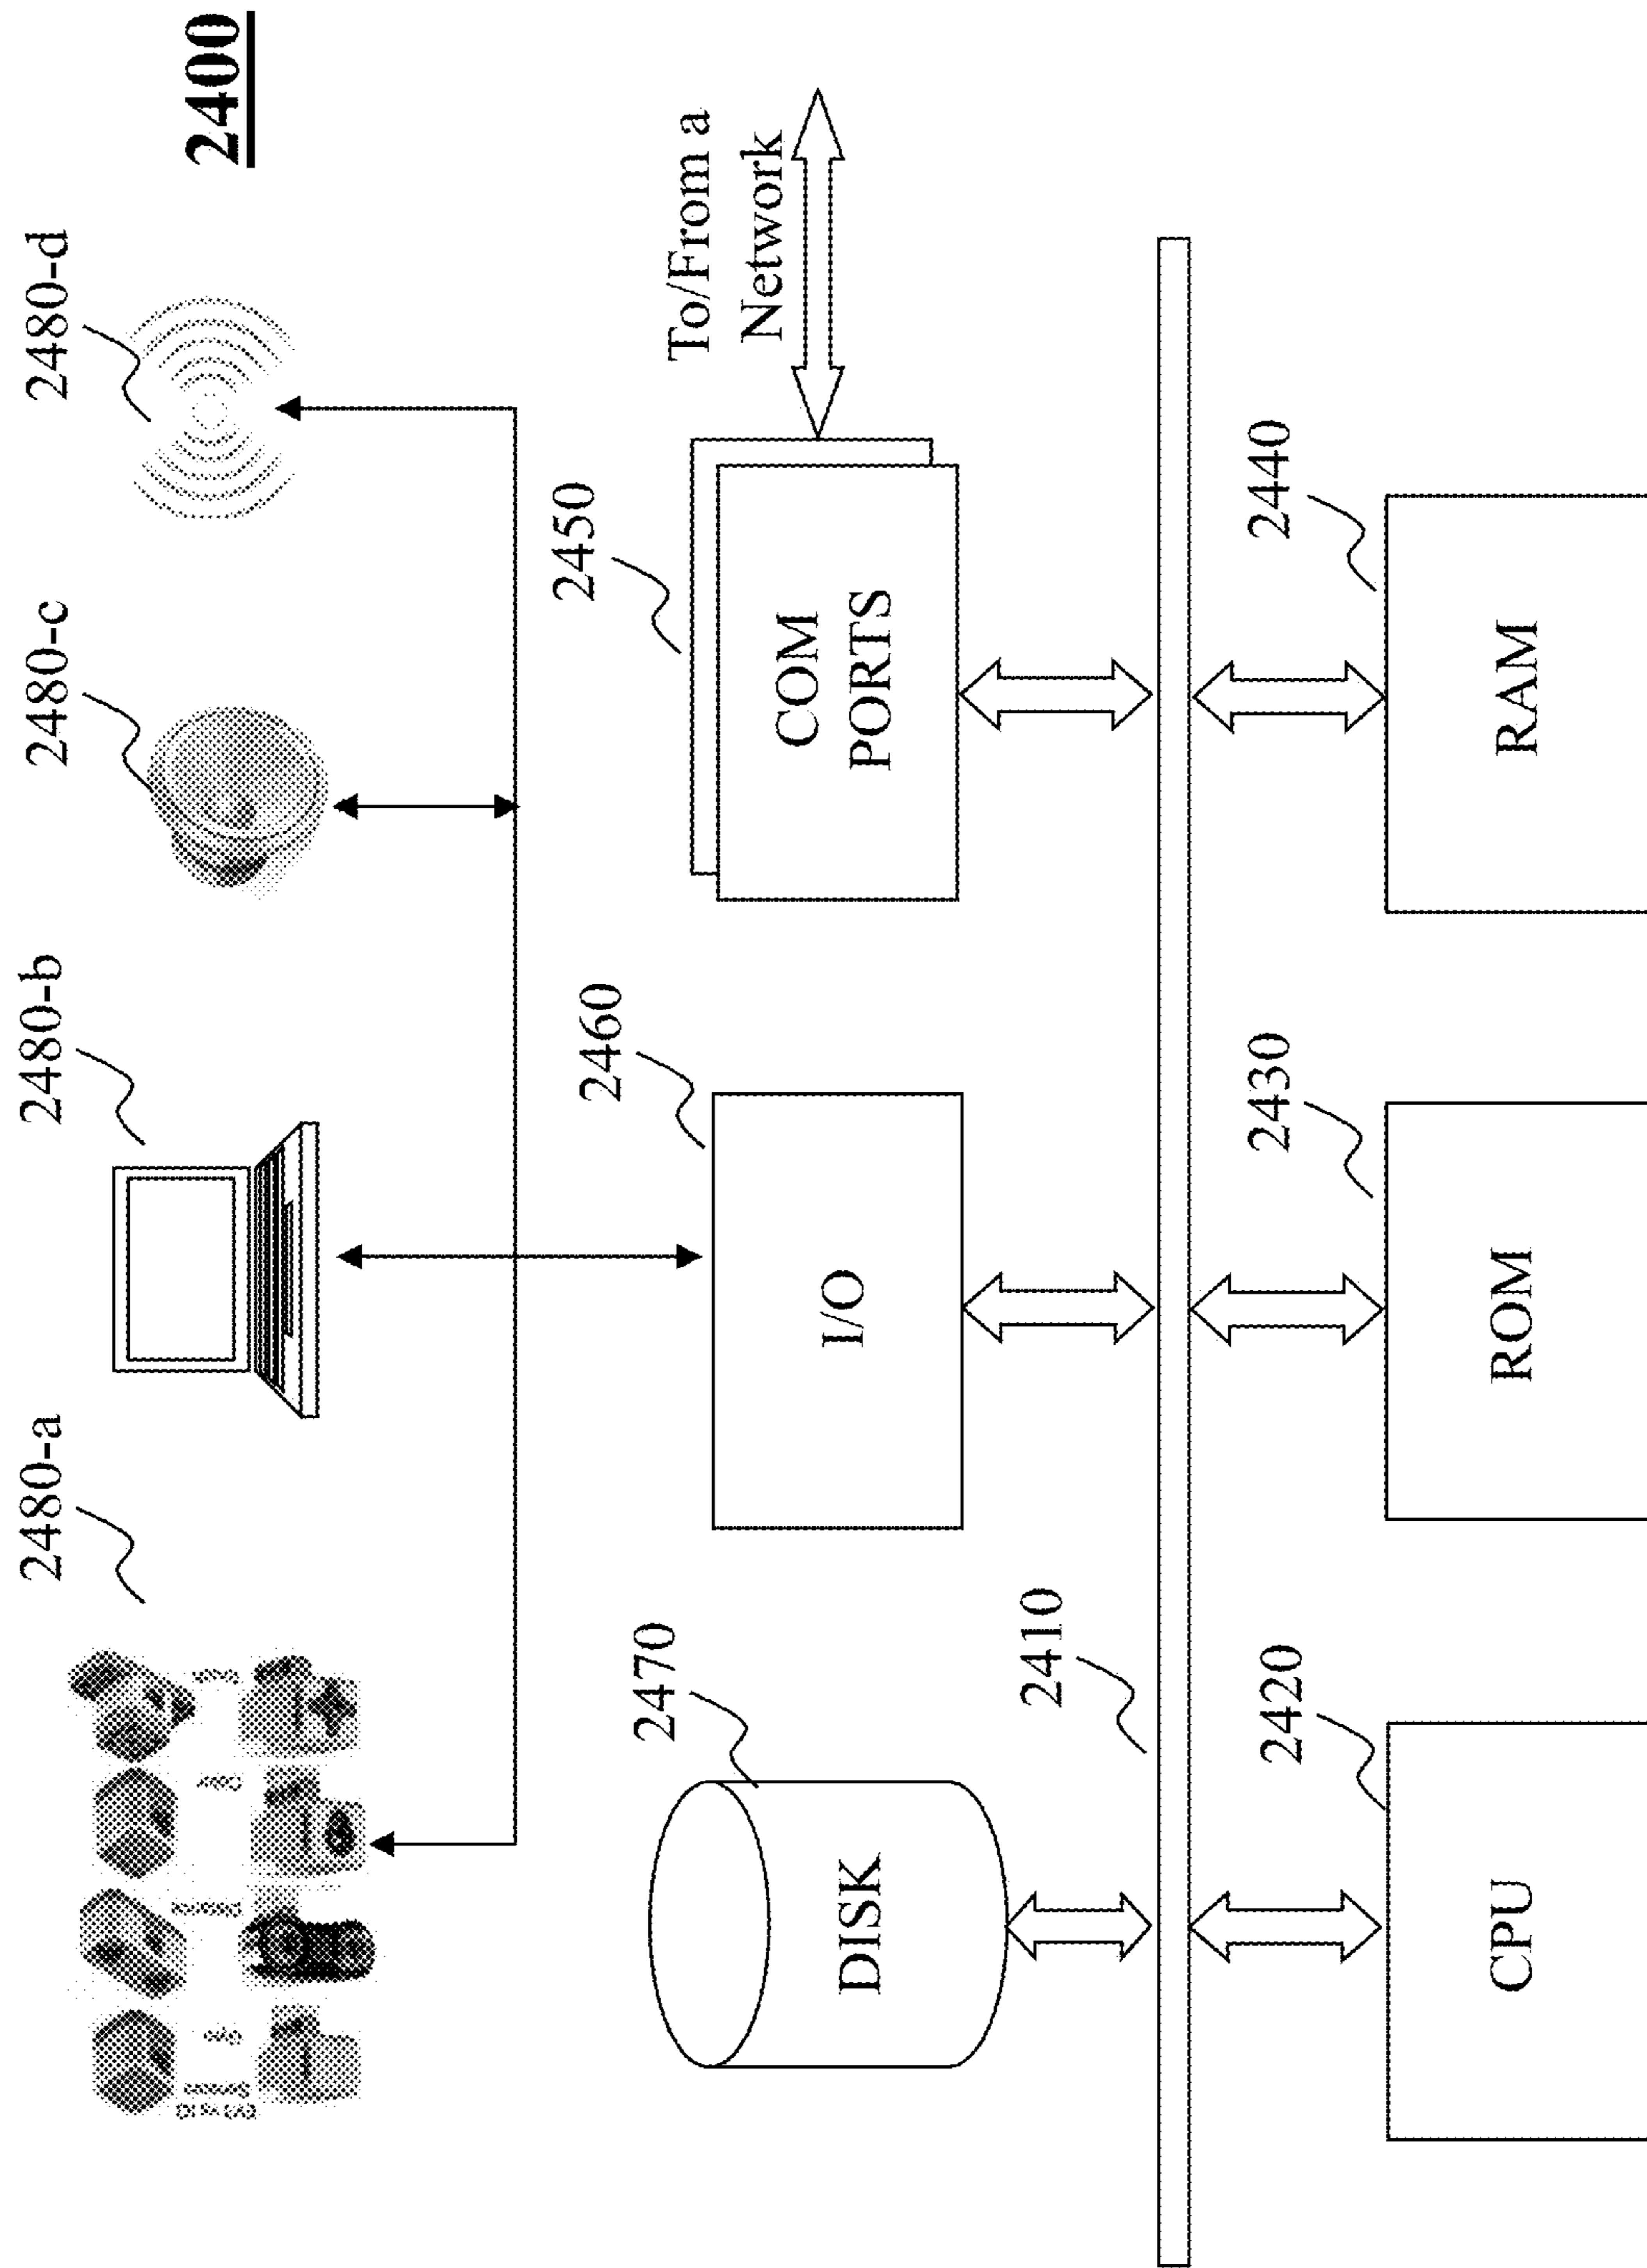 2400
2480-a
2480-b
2480-c
2480-d
To/From a
Network
2470
2460
2450
DISK
I/O
COM
PORTS
2410
2420
2430
2440
CPU
ROM
RAM